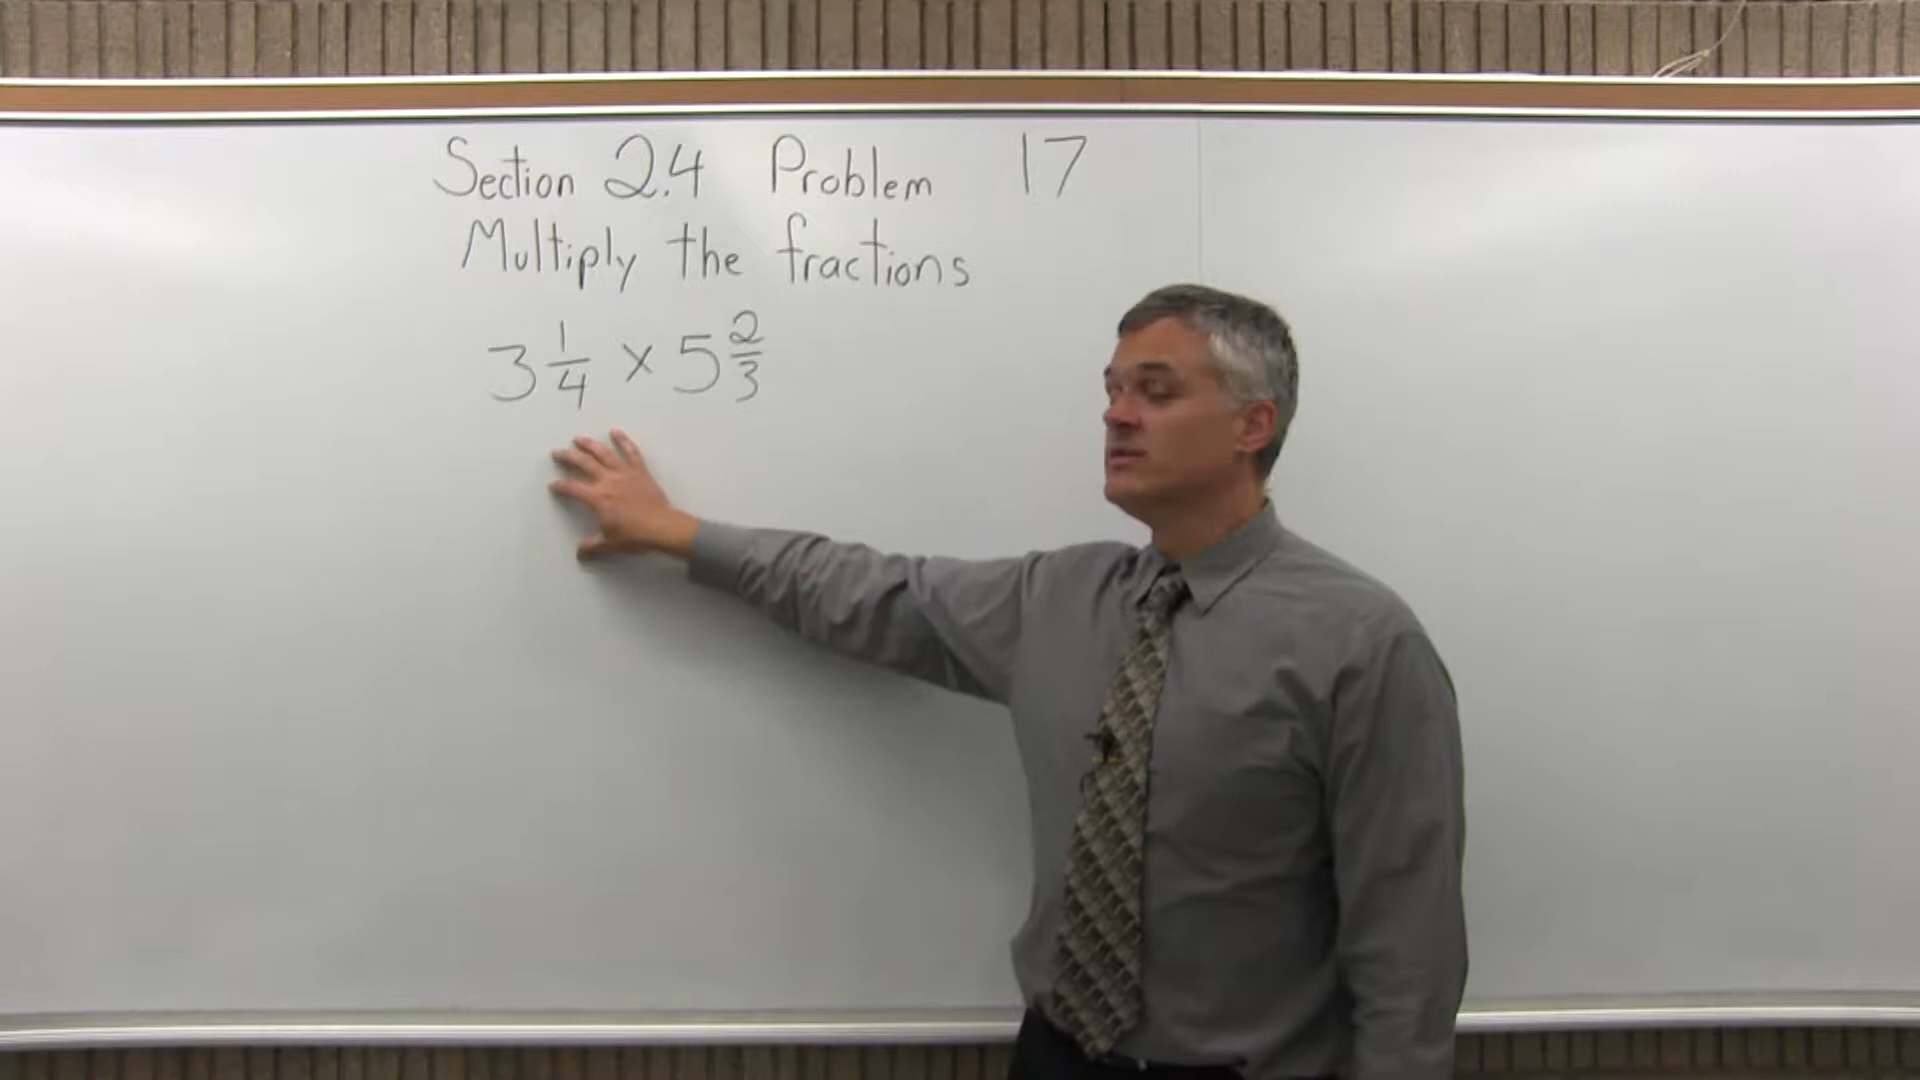 Section 2.4 Problem 17
Multiply the fractions
3 1/4 × 5 2/3